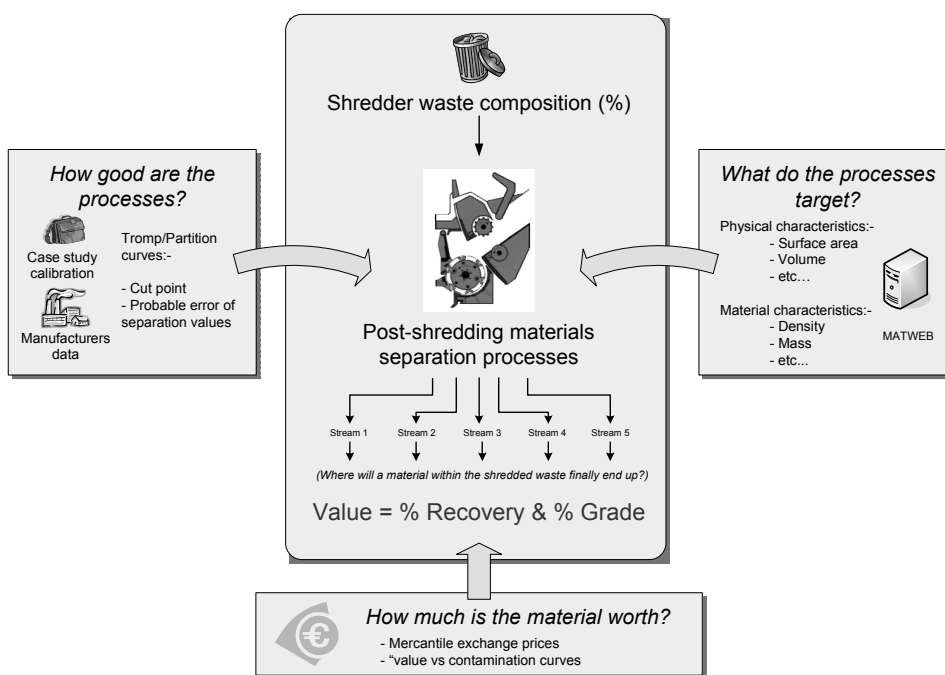 Shredder waste composition (%)
How good are the
processes?
Case study
calibration
Manufacturers
data
Tromp/Partition
curves:-
- Cut point
- Probable error of
separation values
Post-shredding materials
separation processes
What do the processes
target?
Physical characteristics:-
- Surface area
- Volume
- etc…
Material characteristics:-
- Density
- Mass
- etc...
MATWEB
Stream 1
Stream 2
Stream 3
Stream 4
Stream 5
(Where will a material within the shredded waste finally end up?)
Value = % Recovery & % Grade
How much is the material worth?
- Mercantile exchange prices
- “value vs contamination curves
€